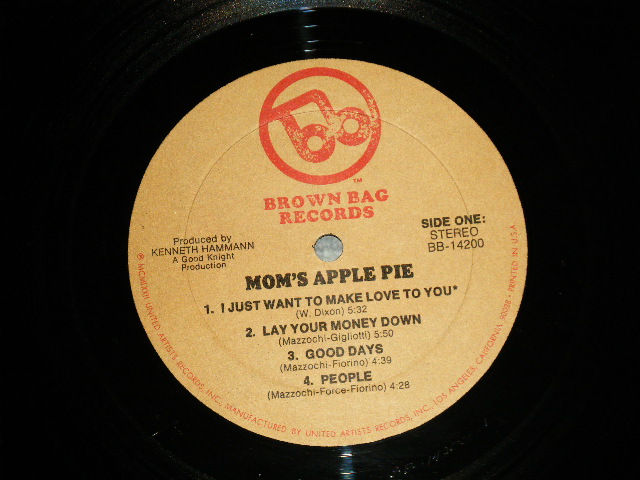 TM
BROWN BAG
RECORDS
Produced by
KENNETH HAMMANN
A Good Knight
Production
SIDE ONE:
STEREO
BB-14200
MOM'S APPLE PIE
1. I JUST WANT TO MAKE LOVE TO YOU*
(W. Dixon) 5:32
2. LAY YOUR MONEY DOWN
(Mazzochi-Gigliotti) 5:50
3. GOOD DAYS
(Mazzochi-Fiorino) 4:39
4. PEOPLE
(Mazzochi-Force-Fiorino) 4:28
℗ MCMLXXII UNITED ARTISTS RECORDS, INC. MANUFACTURED BY UNITED ARTISTS RECORDS, INC. LOS ANGELES, CALIFORNIA 90028 • PRINTED IN U.S.A.